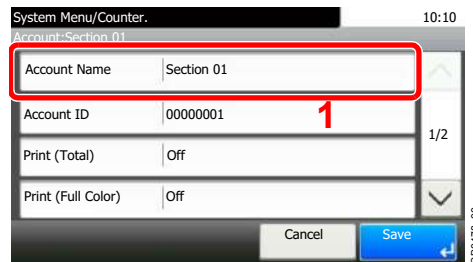 System Menu/Counter. 10:10
Account:Section 01
Account Name Section 01
Account ID 00000001
1
1/2
Print (Total) Off
Print (Full Color) Off
Cancel Save